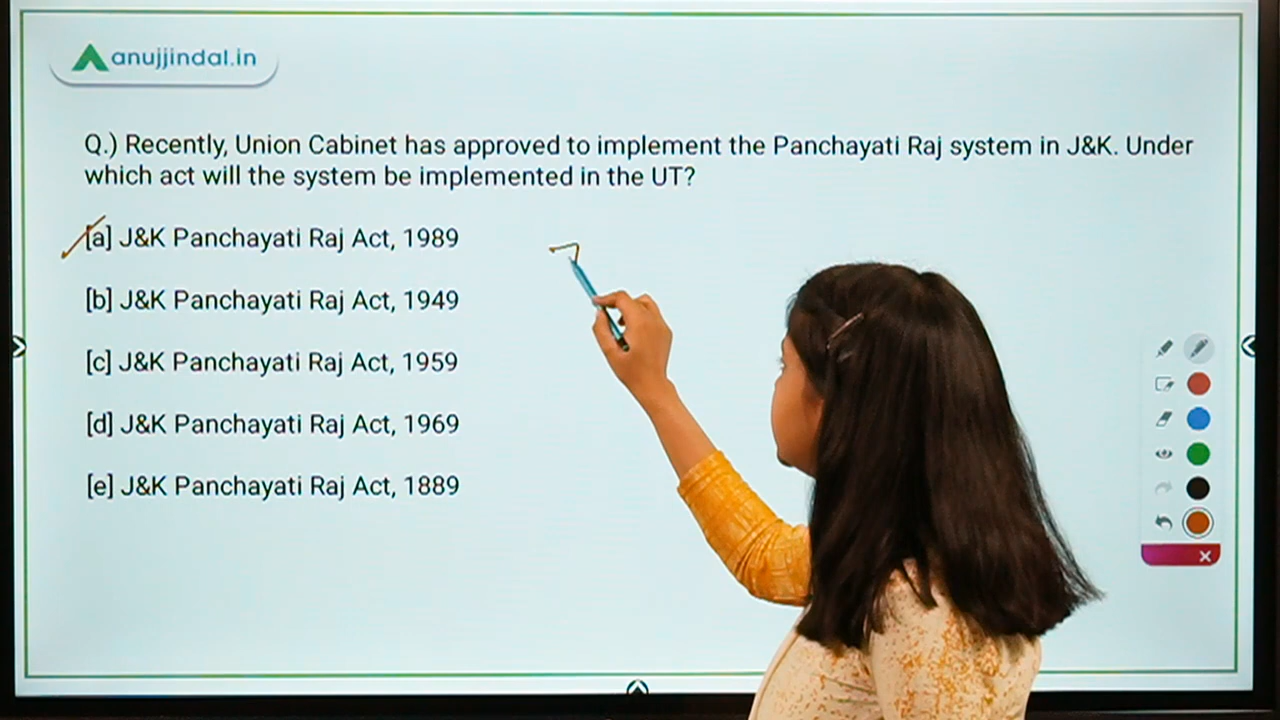 anujjindal.in
Q.) Recently, Union Cabinet has approved to implement the Panchayati Raj system in J&K. Under
which act will the system be implemented in the UT?
[a] J&K Panchayati Raj Act, 1989
[b] J&K Panchayati Raj Act, 1949
[c] J&K Panchayati Raj Act, 1959
[d] J&K Panchayati Raj Act, 1969
[e] J&K Panchayati Raj Act, 1889